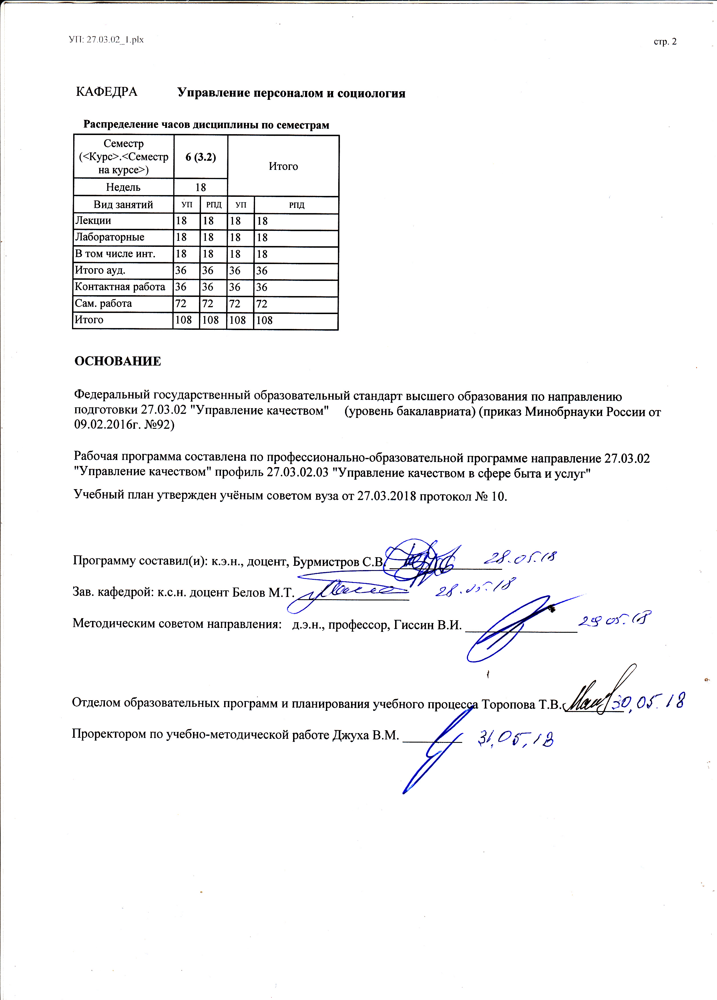 УП: 27.03.02_1.plx
стр. 2
КАФЕДРА Управление персоналом и социология
Распределение часов дисциплины по семестрам
Семестр (<Курс>.<Семестр на курсе>) 6 (3.2) Итого
Недель 18
Вид занятий УП РПД УП РПД
Лекции 18 18 18 18
Лабораторные 18 18 18 18
В том числе инт. 18 18 18 18
Итого ауд. 36 36 36 36
Контактная работа 36 36 36 36
Сам. работа 72 72 72 72
Итого 108 108 108 108
ОСНОВАНИЕ
Федеральный государственный образовательный стандарт высшего образования по направлению
подготовки 27.03.02 "Управление качеством" (уровень бакалавриата) (приказ Минобрнауки России от
09.02.2016г. №92)
Рабочая программа составлена по профессионально-образовательной программе направление 27.03.02
"Управление качеством" профиль 27.03.02.03 "Управление качеством в сфере быта и услуг"
Учебный план утвержден учёным советом вуза от 27.03.2018 протокол № 10.
Программу составил(и): к.э.н., доцент, Бурмистров С.В. 28.05.18
Зав. кафедрой: к.с.н. доцент Белов М.Т. 28.05.18
Методическим советом направления: д.э.н., профессор, Гиссин В.И. 29 05.18
Отделом образовательных программ и планирования учебного процесса Торопова Т.В. 30.05.18
Проректором по учебно-методической работе Джуха В.М. 31.05.18